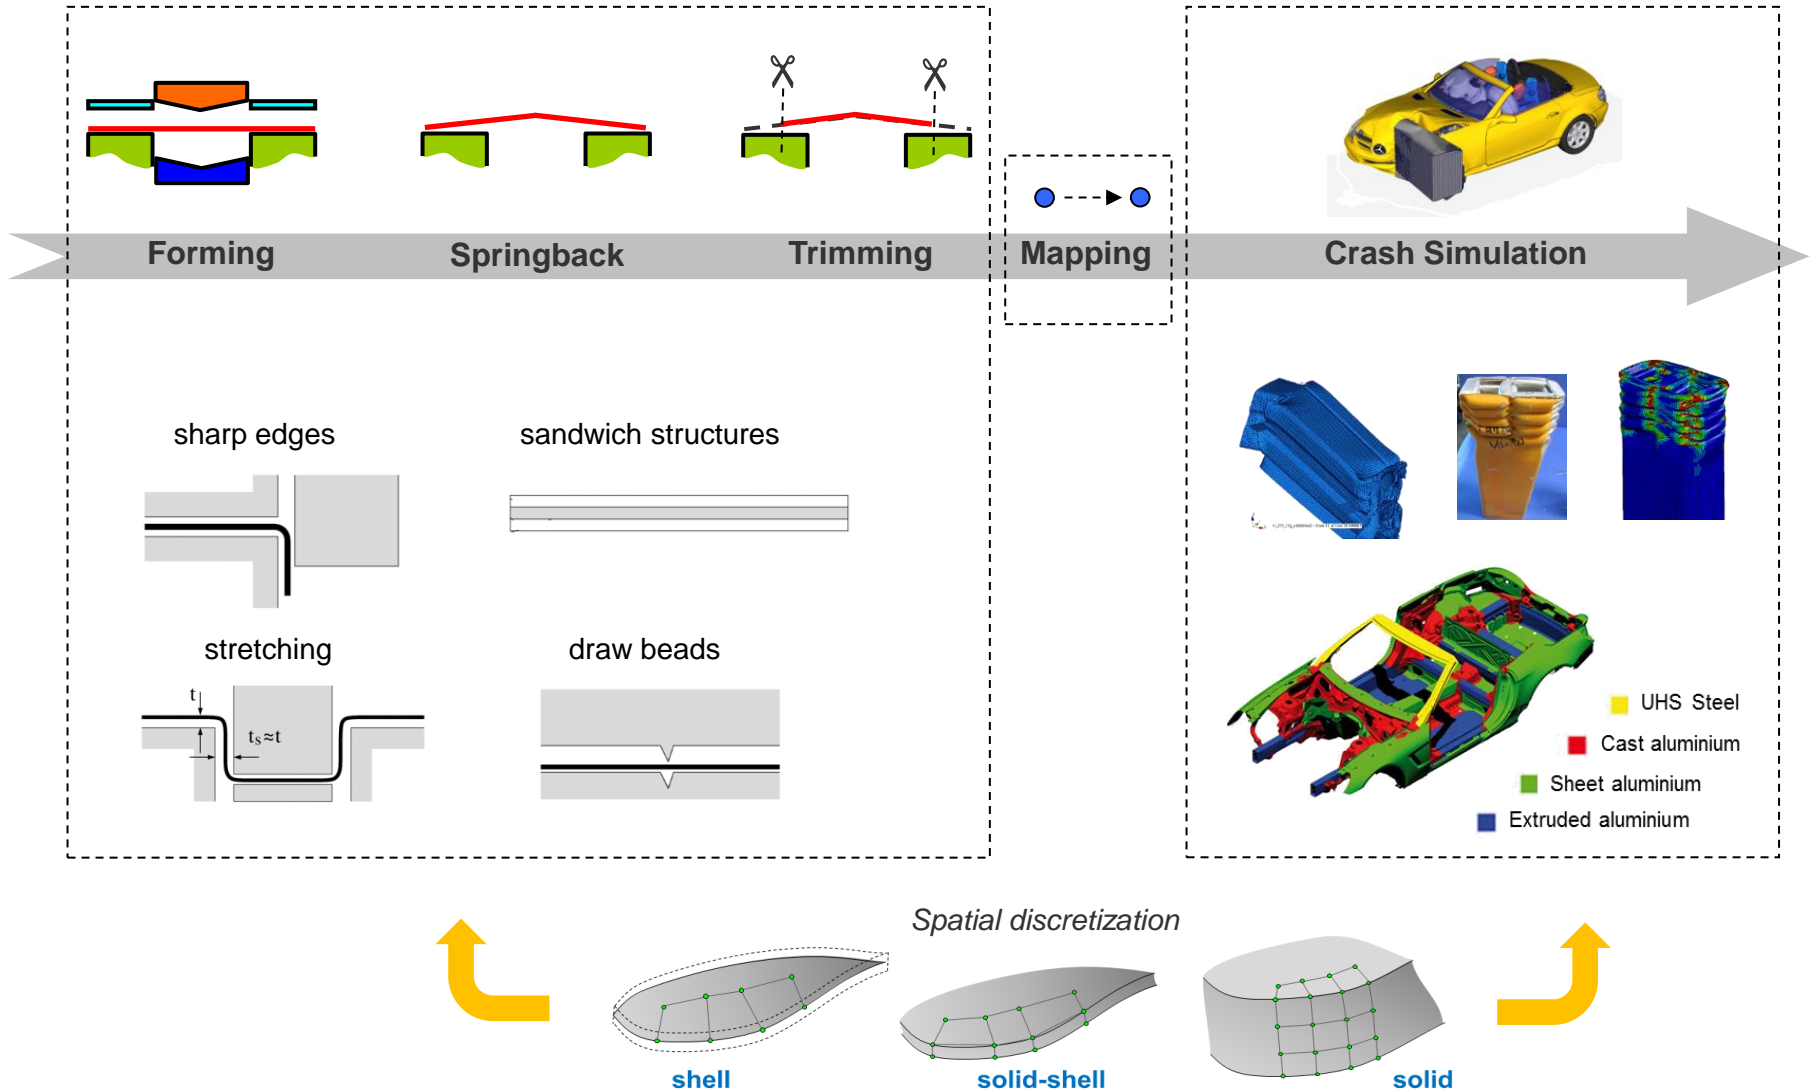 Forming
Springback
Trimming
Mapping
Crash Simulation
sharp edges
sandwich structures
stretching
draw beads
t
tₛ≈t
UHS Steel
Cast aluminium
Sheet aluminium
Extruded aluminium
Spatial discretization
shell
solid-shell
solid